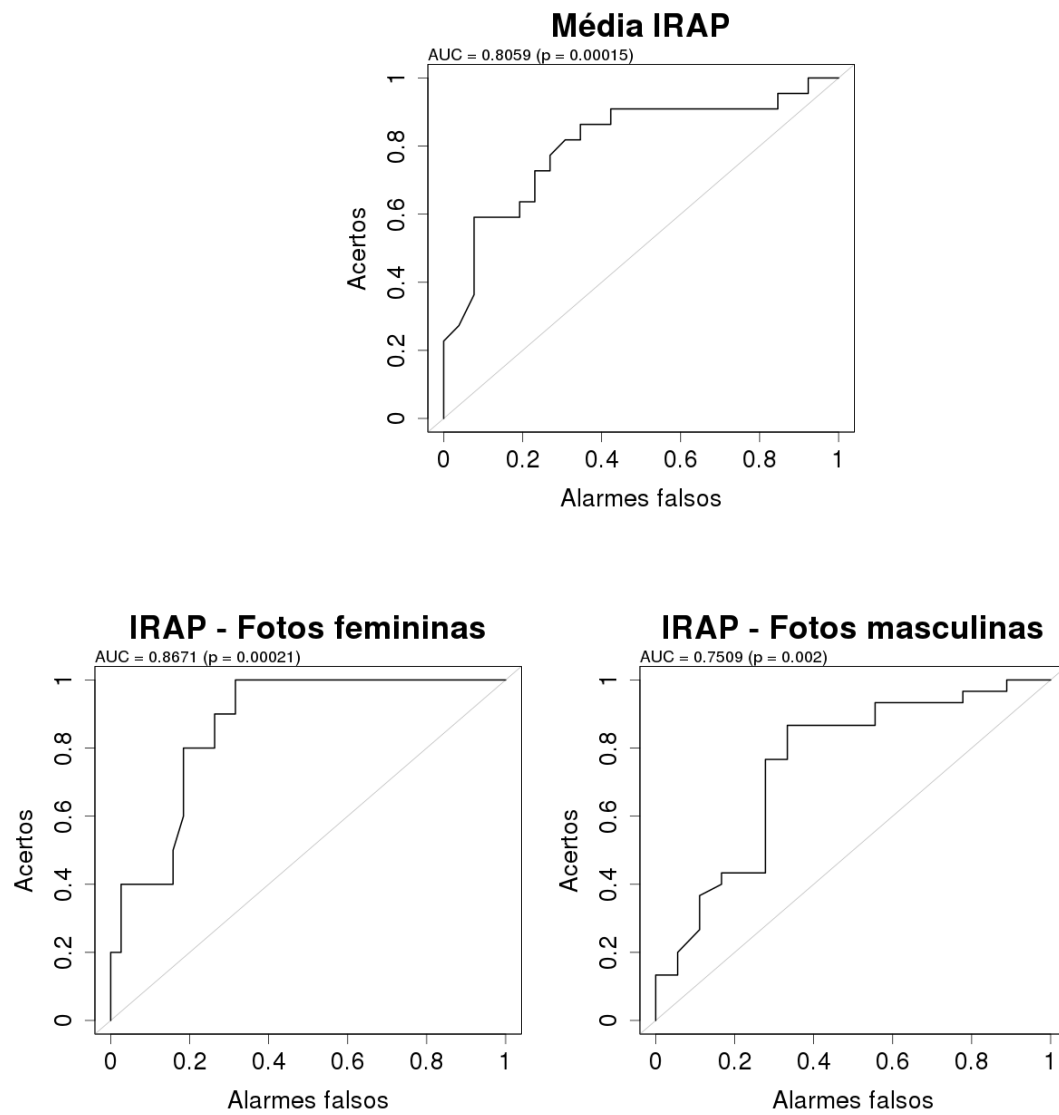 Média IRAP
AUC = 0.8059 (p = 0.00015)
1
0.8
0.6
0.4
0.2
0
Acertos
0 0.2 0.4 0.6 0.8 1
Alarmes falsos
IRAP - Fotos femininas
AUC = 0.8671 (p = 0.00021)
1
0.8
0.6
0.4
0.2
0
Acertos
0 0.2 0.4 0.6 0.8 1
Alarmes falsos
IRAP - Fotos masculinas
AUC = 0.7509 (p = 0.002)
1
0.8
0.6
0.4
0.2
0
Acertos
0 0.2 0.4 0.6 0.8 1
Alarmes falsos